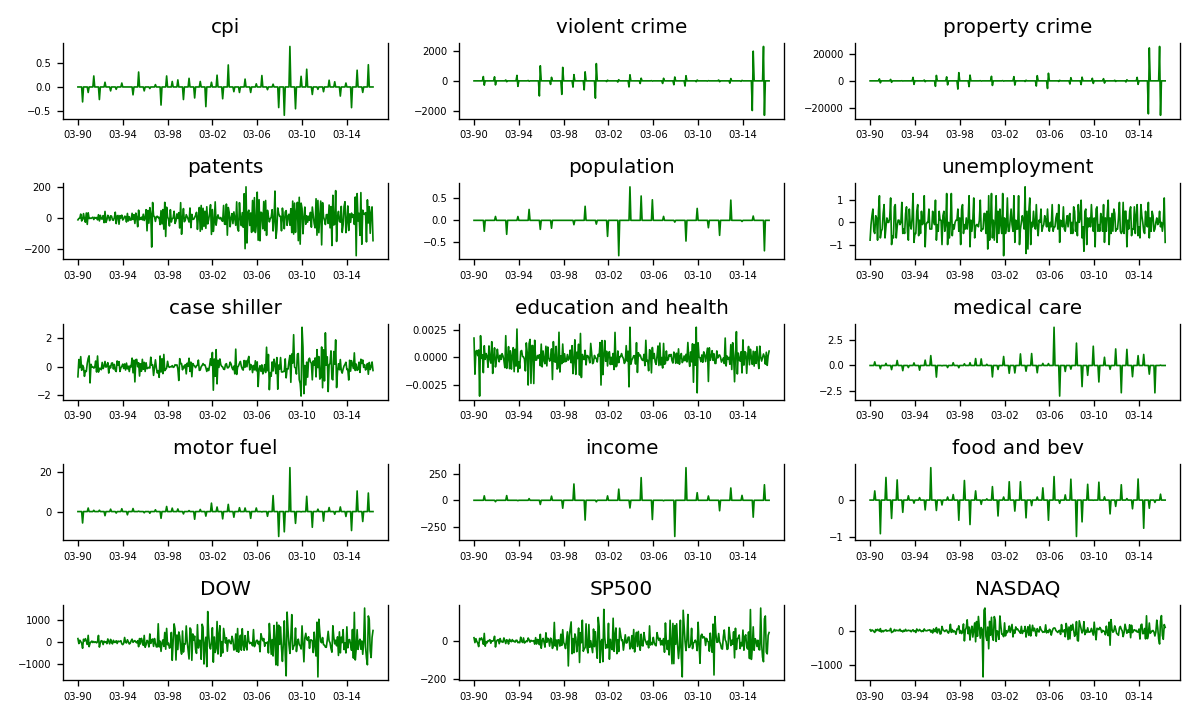 cpi
violent crime
property crime
0.5
0.0
−0.5
03-90 03-94 03-98 03-02 03-06 03-10 03-14
2000
0
−2000
03-90 03-94 03-98 03-02 03-06 03-10 03-14
20000
0
−20000
03-90 03-94 03-98 03-02 03-06 03-10 03-14
patents
population
unemployment
200
0
−200
03-90 03-94 03-98 03-02 03-06 03-10 03-14
0.5
0.0
−0.5
03-90 03-94 03-98 03-02 03-06 03-10 03-14
1
0
−1
03-90 03-94 03-98 03-02 03-06 03-10 03-14
case shiller
education and health
medical care
2
0
−2
03-90 03-94 03-98 03-02 03-06 03-10 03-14
0.0025
0.0000
−0.0025
03-90 03-94 03-98 03-02 03-06 03-10 03-14
2.5
0.0
−2.5
03-90 03-94 03-98 03-02 03-06 03-10 03-14
motor fuel
income
food and bev
20
0
03-90 03-94 03-98 03-02 03-06 03-10 03-14
250
0
−250
03-90 03-94 03-98 03-02 03-06 03-10 03-14
0
−1
03-90 03-94 03-98 03-02 03-06 03-10 03-14
DOW
SP500
NASDAQ
1000
0
−1000
03-90 03-94 03-98 03-02 03-06 03-10 03-14
0
−200
03-90 03-94 03-98 03-02 03-06 03-10 03-14
0
−1000
03-90 03-94 03-98 03-02 03-06 03-10 03-14